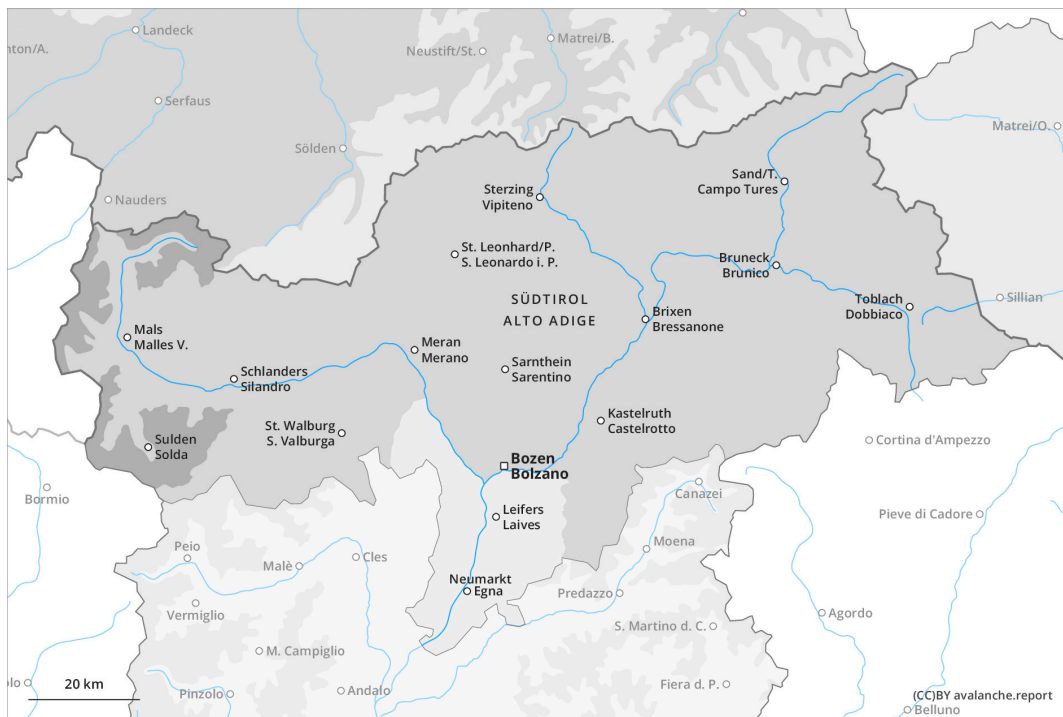 Landeck
nton/A.
Neustift/St.
Matrei/B.
Serfaus
Matrei/O.
Sölden
Nauders
Sterzing
Vipiteno
Sand/T.
Campo Tures
St. Leonhard/P.
S. Leonardo i. P.
Bruneck
Brunico
SÜDTIROL
ALTO ADIGE
Toblach
Dobbiaco
Sillian
Brixen
Bressanone
Mals
Malles V.
Meran
Merano
Schlanders
Silandro
Sarnthein
Sarentino
St. Walburg
S. Valburga
Kastelruth
Castelrotto
Sulden
Solda
Cortina d'Ampezzo
Bozen
Bolzano
Bormio
Canazei
Leifers
Laives
Pieve di Cadore
Moena
Peio
Malè
Cles
Neumarkt
Egna
Predazzo
Vermiglio
Agordo
S. Martino d. C.
M. Campiglio
20 km
olo
Pinzolo
Andalo
Fiera d. P.
(CC)BY avalanche.report
Belluno